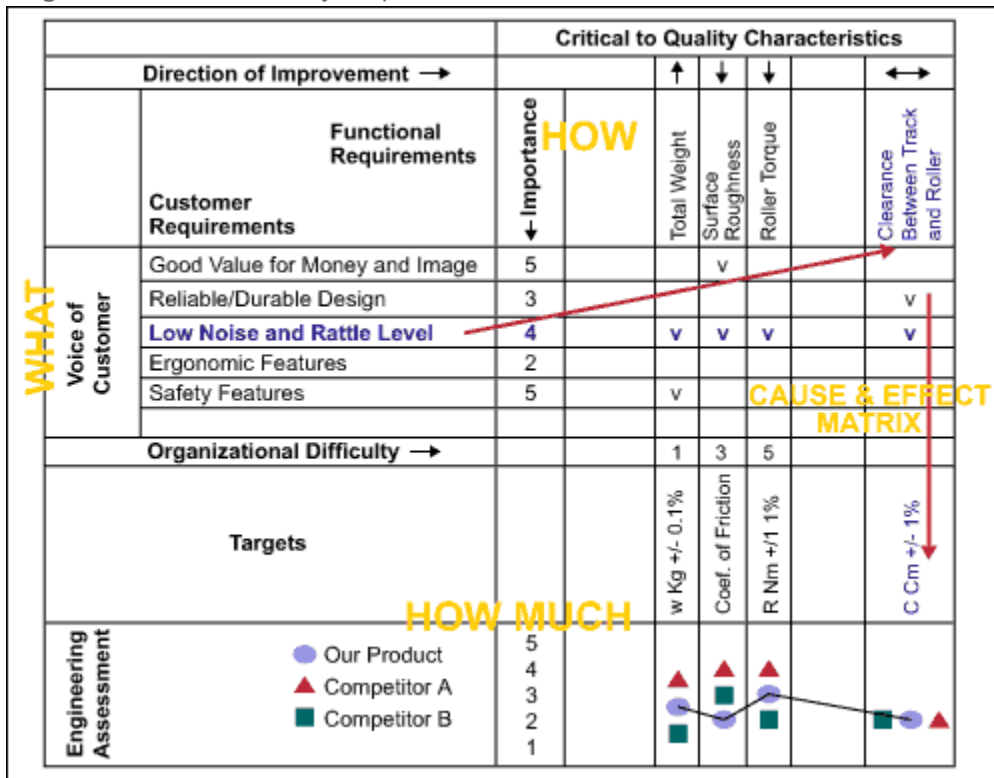 Critical to Quality Characteristics
Direction of Improvement →
↑ ↓ ↓ ↔
Functional
Requirements
Customer
Requirements
↓ Importance
HOW
Total Weight
Surface
Roughness
Roller Torque
Clearance
Between Track
and Roller
WHAT
Voice of
Customer
Good Value for Money and Image 5 v
Reliable/Durable Design 3 v
Low Noise and Rattle Level 4 v v v v
Ergonomic Features 2
Safety Features 5 v
CAUSE & EFFECT
MATRIX
Organizational Difficulty → 1 3 5
Targets
w Kg +/- 0.1%
Coef. of Friction
R Nm +/1 1%
C Cm +/- 1%
HOW MUCH
Engineering
Assessment
Our Product
Competitor A
Competitor B
5
4
3
2
1